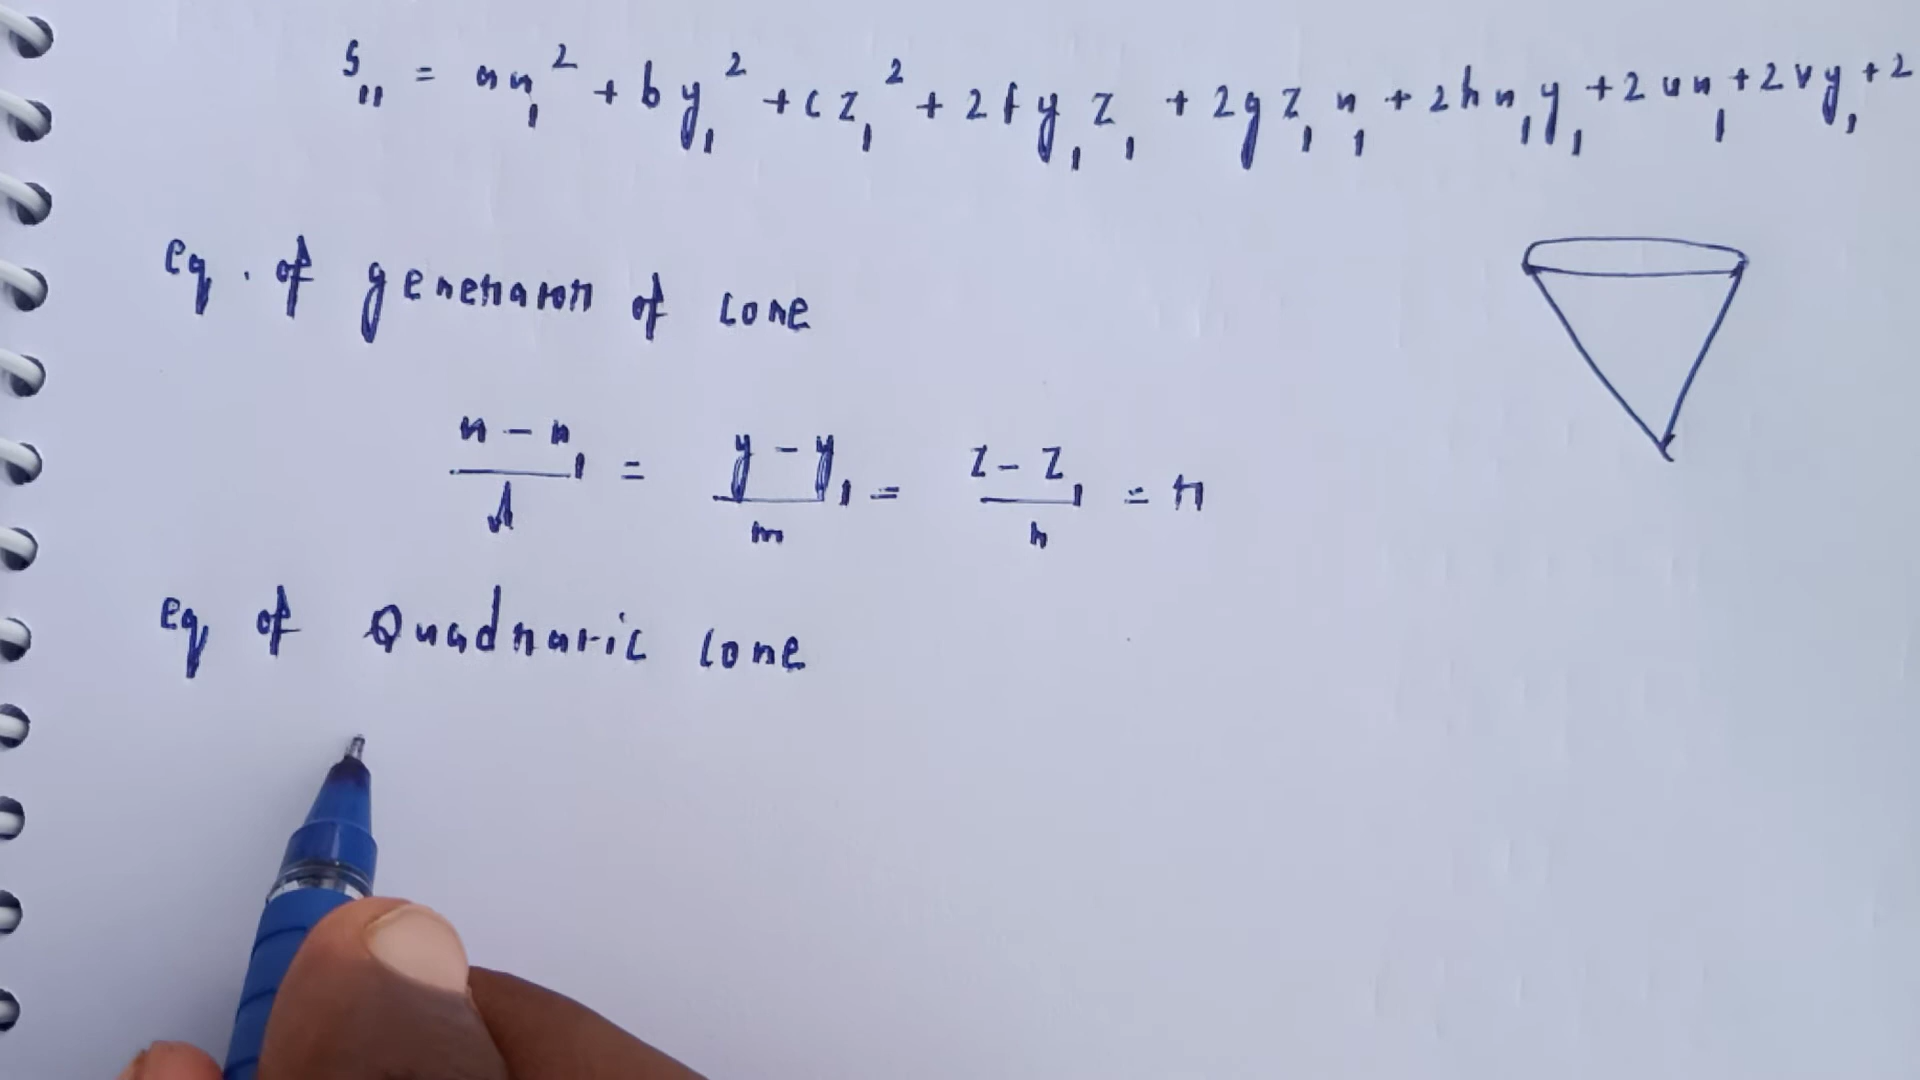 S₁₁ = ax₁² + by₁² + cz₁² + 2fy₁z₁ + 2gz₁x₁ + 2hx₁y₁ + 2ux₁ + 2vy₁ + 2
eq. of generators of cone
x - x₁ / l = y - y₁ / m = z - z₁ / n = r
eq of Quadratic cone